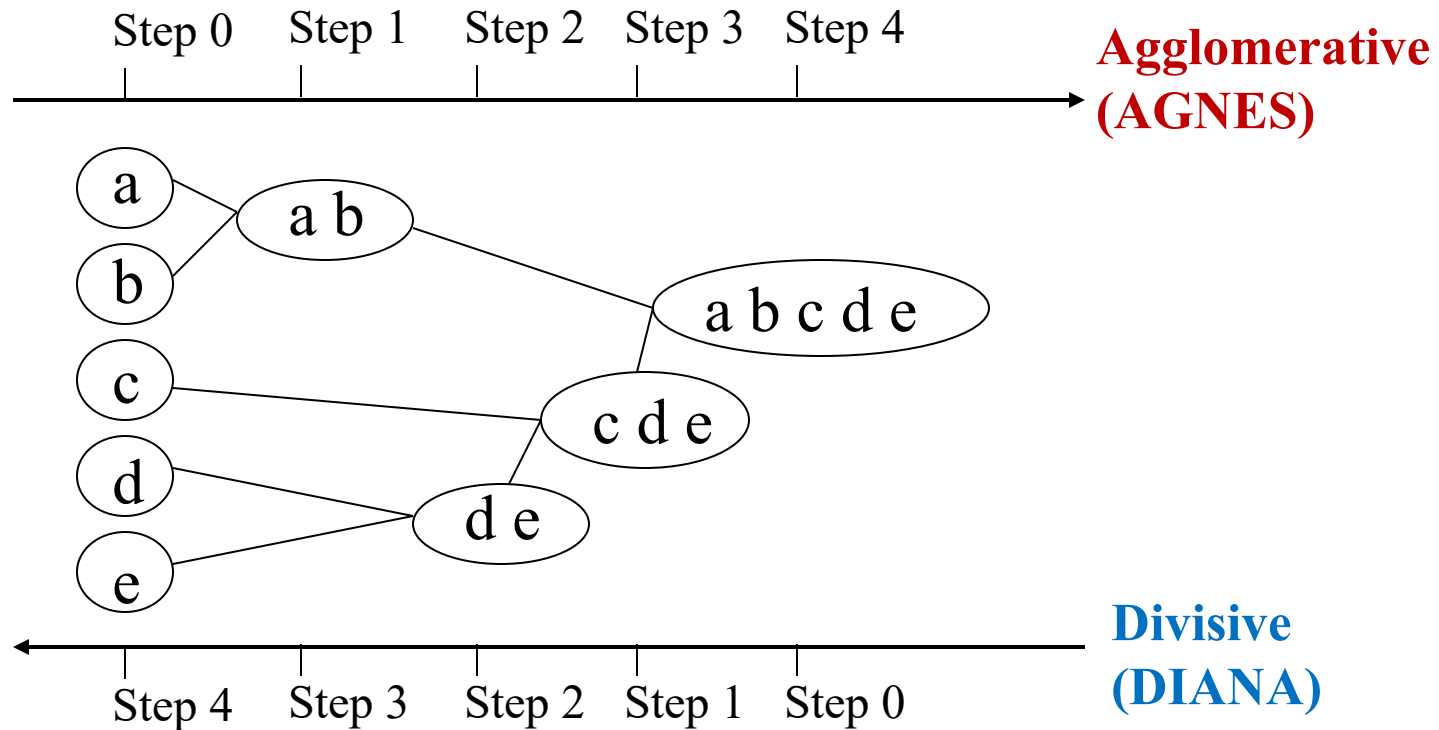 Step 0 Step 1 Step 2 Step 3 Step 4
Agglomerative
(AGNES)
a
a b
b
a b c d e
c
c d e
d
d e
e
Divisive
(DIANA)
Step 4 Step 3 Step 2 Step 1 Step 0